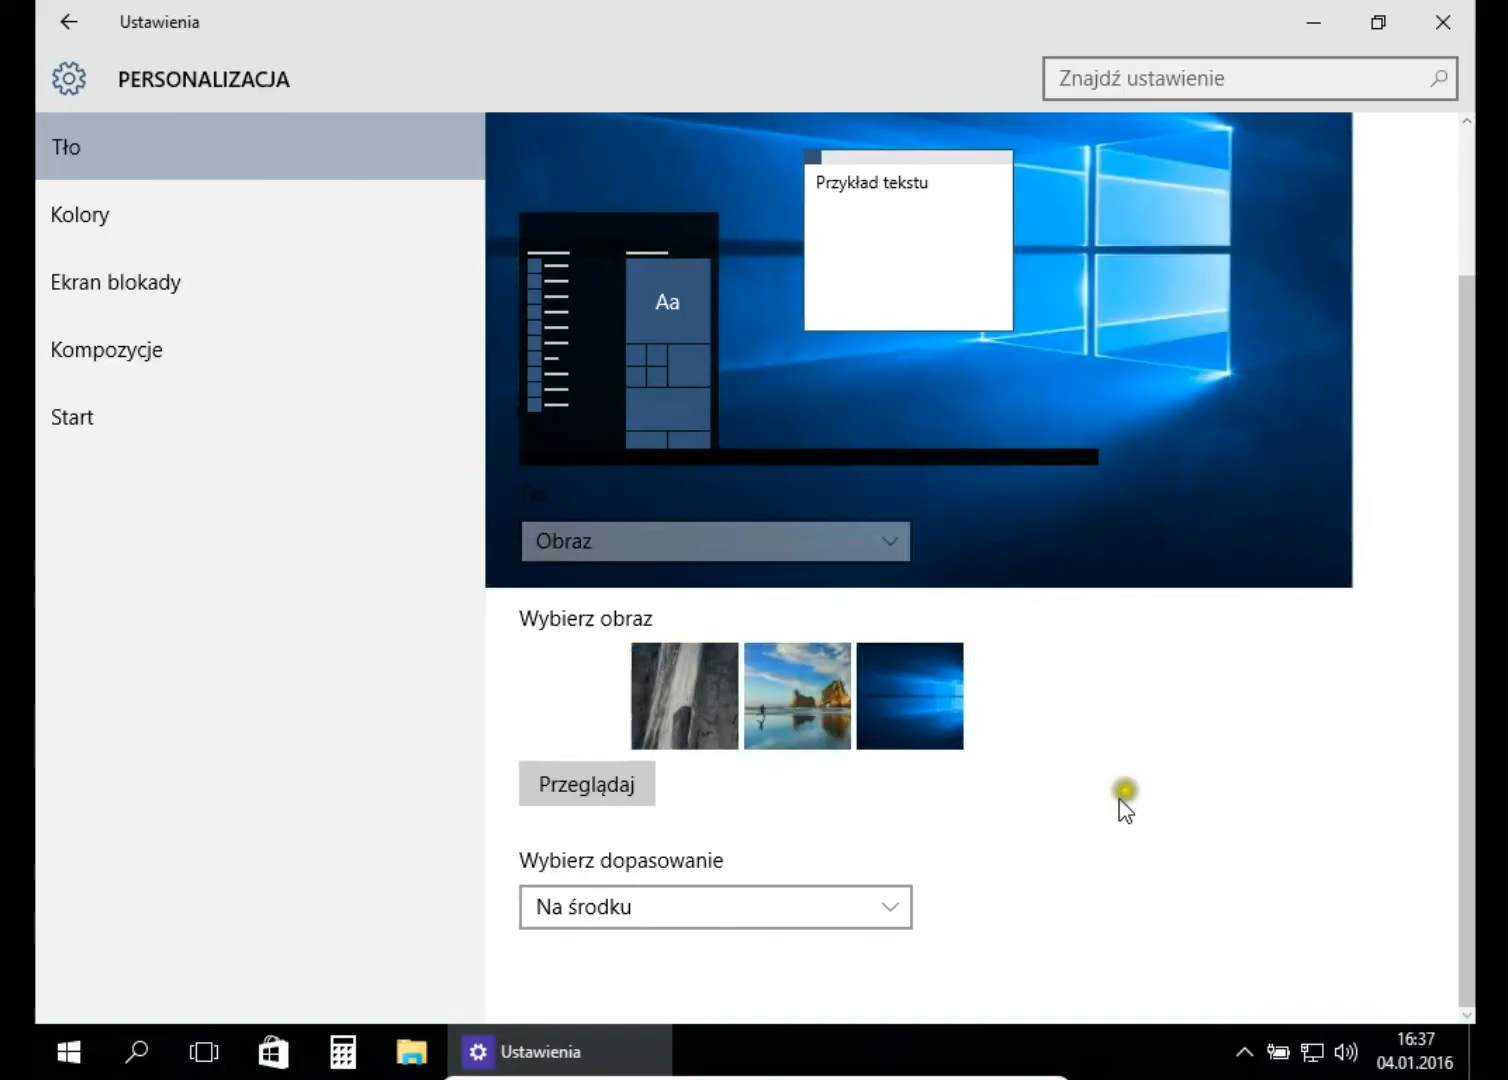 Ustawienia
PERSONALIZACJA
Znajdź ustawienie
Tło
Kolory
Ekran blokady
Kompozycje
Start
Przykład tekstu
Aa
Tło
Obraz
Wybierz obraz
Przeglądaj
Wybierz dopasowanie
Na środku
Ustawienia
16:37
04.01.2016